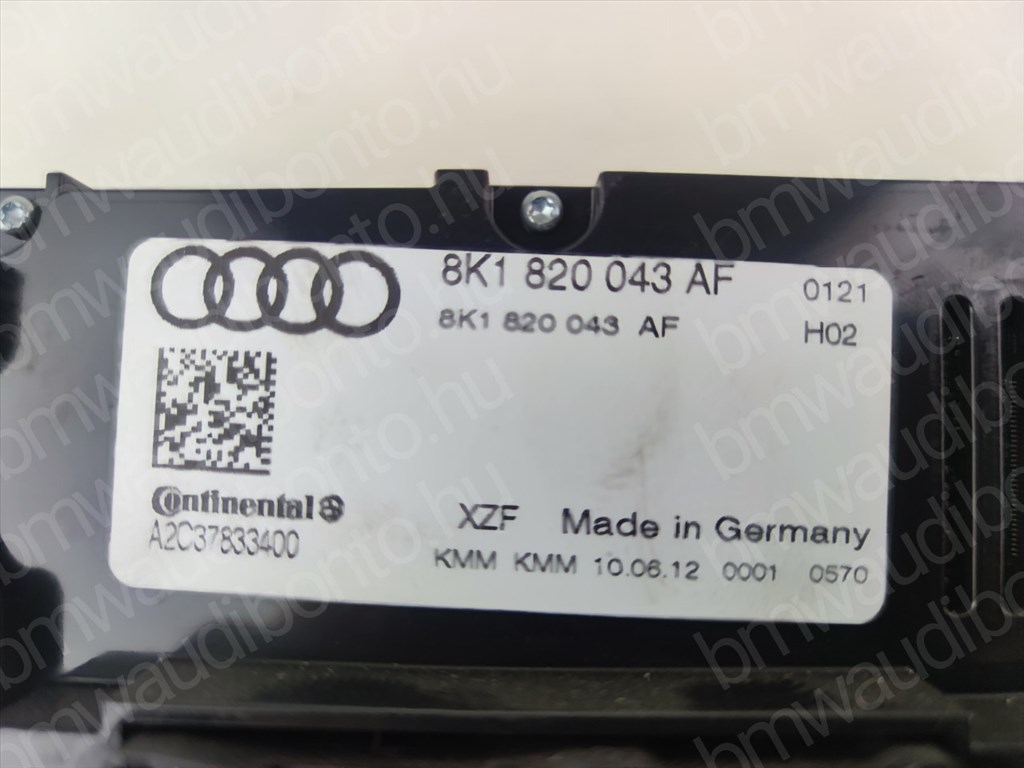 8K1 820 043 AF 0121
8K1 820 043 AF H02
Continental
A2C37833400
XZF Made in Germany
KMM KMM 10.06.12 0001 0570
bmwaudibonto.hu